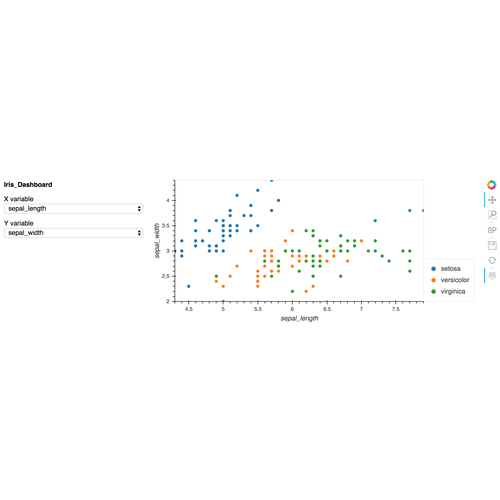 Iris_Dashboard
X variable
sepal_length
Y variable
sepal_width
sepal_width
4
3.5
3
2.5
2
4.5 5 5.5 6 6.5 7 7.5
sepal_length
setosa
versicolor
virginica